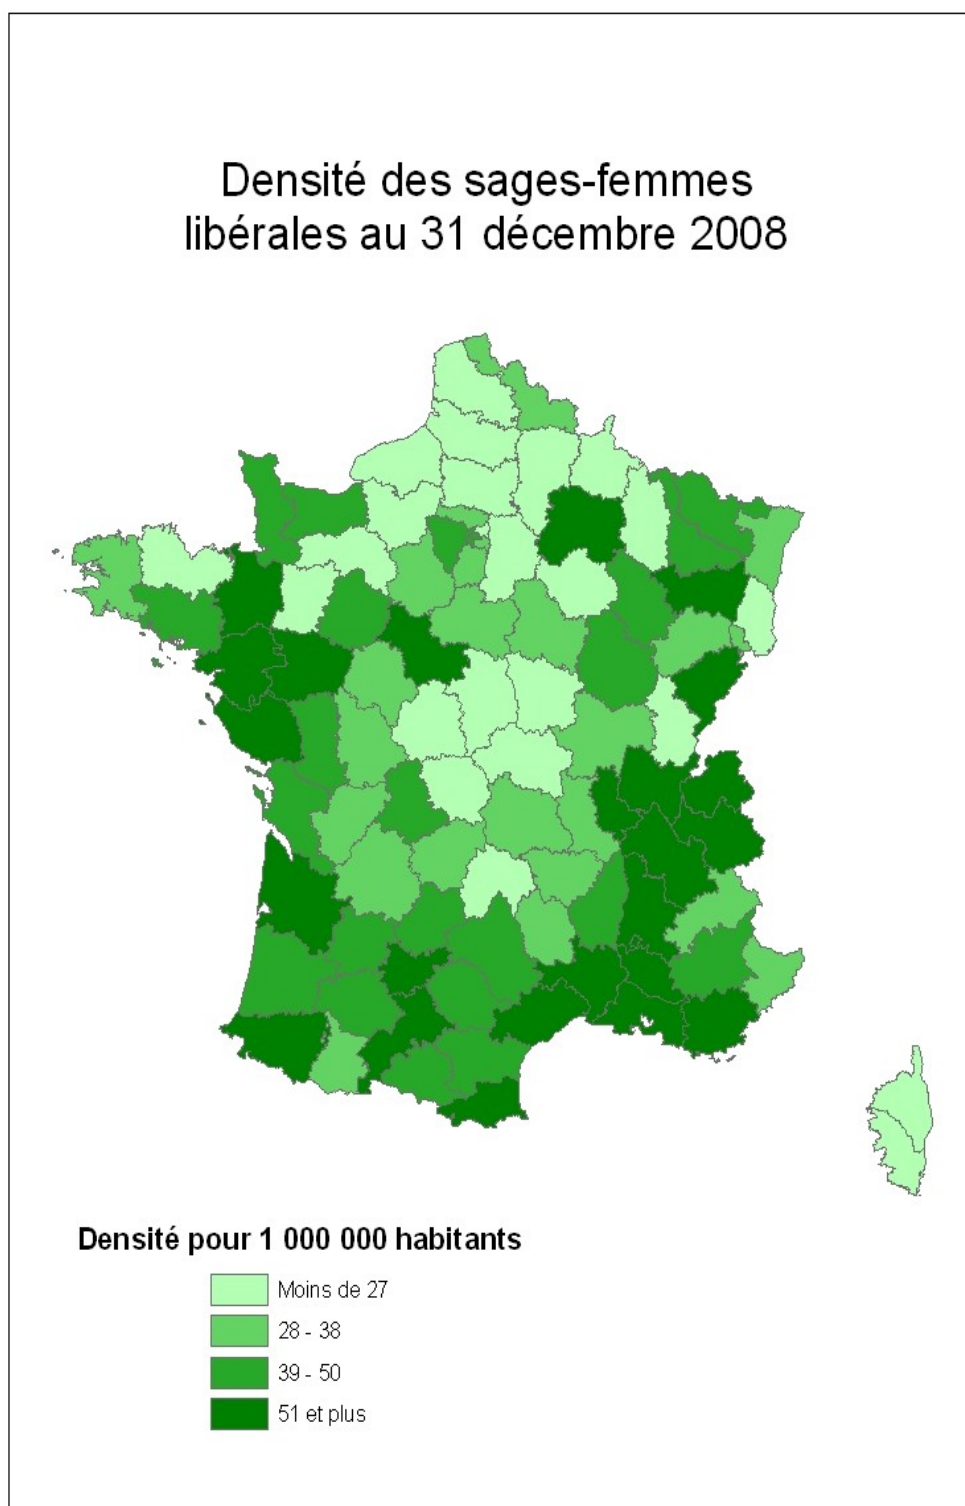 Densité des sages-femmes
libérales au 31 décembre 2008
Densité pour 1 000 000 habitants
Moins de 27
28 - 38
39 - 50
51 et plus